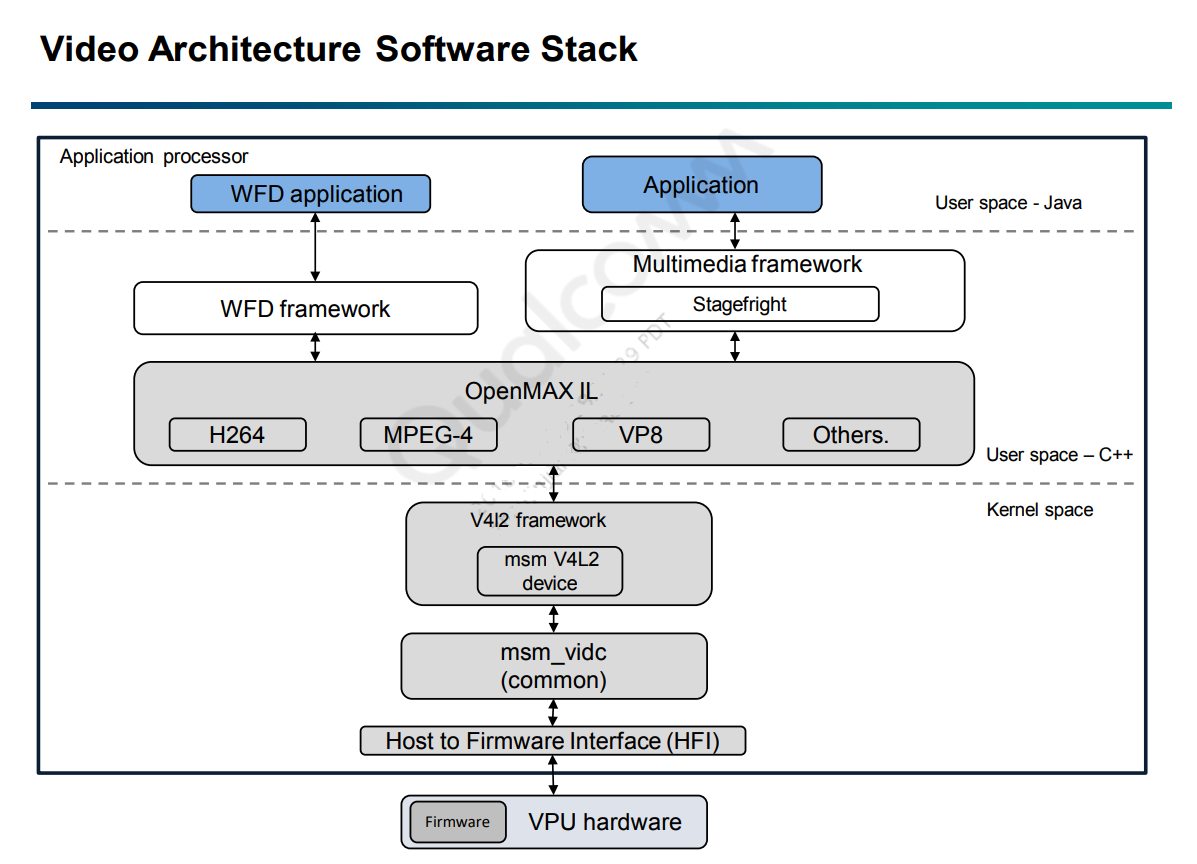 Video Architecture Software Stack
Application processor
WFD application
Application
User space - Java
Multimedia framework
WFD framework
Stagefright
OpenMAX IL
H264
MPEG-4
VP8
Others.
User space – C++
Kernel space
V4l2 framework
msm V4L2
device
msm_vidc
(common)
Host to Firmware Interface (HFI)
Firmware
VPU hardware
Qualcomm
PDT